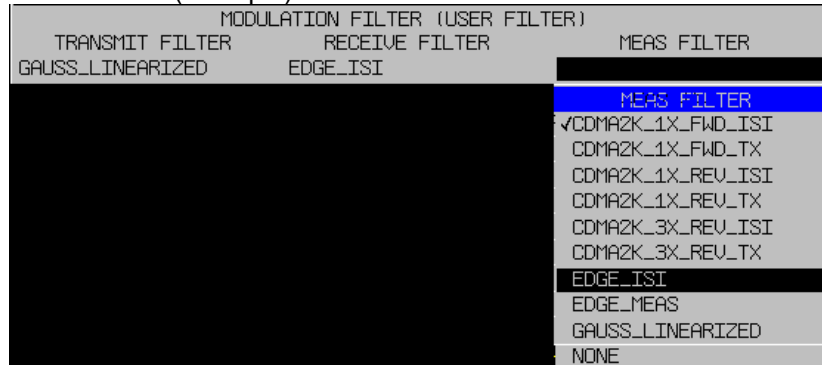 MODULATION FILTER (USER FILTER)
TRANSMIT FILTER RECEIVE FILTER MEAS FILTER
GAUSS_LINEARIZED EDGE_ISI
MEAS FILTER
✓CDMA2K_1X_FWD_ISI
CDMA2K_1X_FWD_TX
CDMA2K_1X_REV_ISI
CDMA2K_1X_REV_TX
CDMA2K_3X_REV_ISI
CDMA2K_3X_REV_TX
EDGE_ISI
EDGE_MEAS
GAUSS_LINEARIZED
NONE